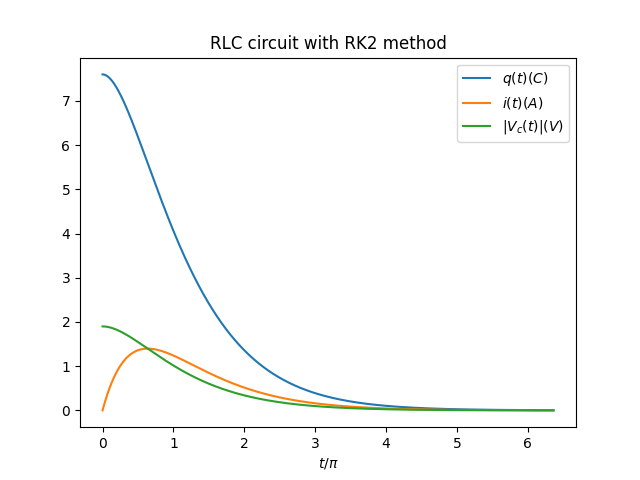 RLC circuit with RK2 method
q(t)(C)
i(t)(A)
|V_c(t)|(V)
7
6
5
4
3
2
1
0
0 1 2 3 4 5 6
t/π